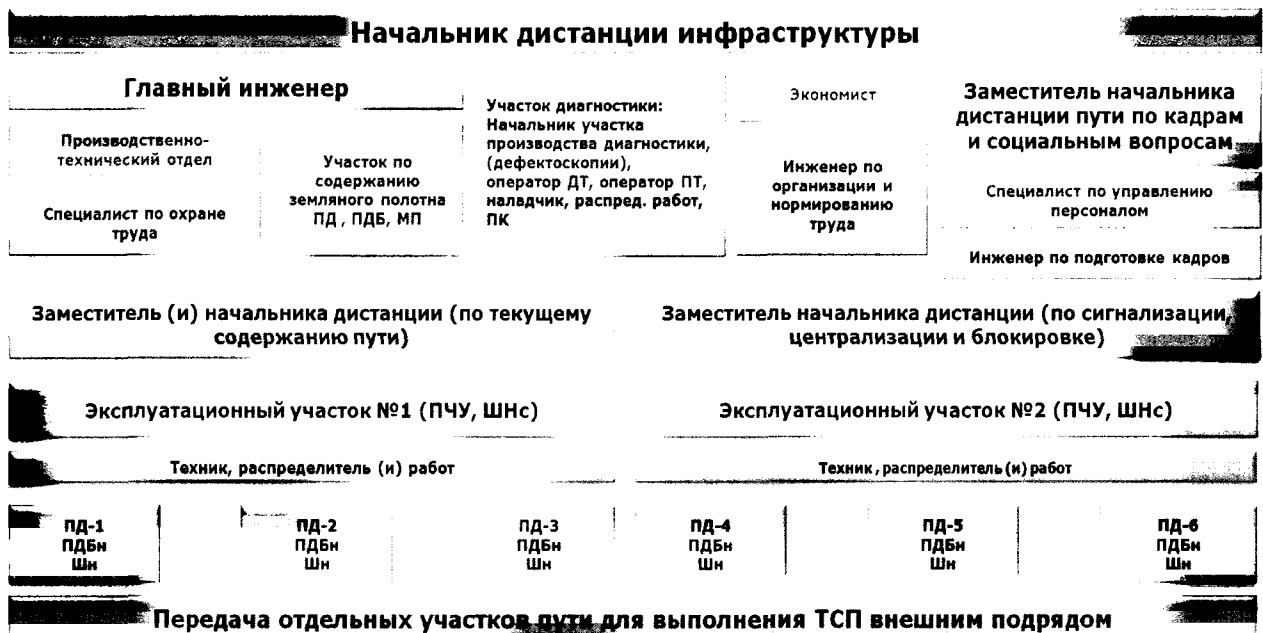 Начальник дистанции инфраструктуры
Главный инженер
Производственно-
технический отдел
Специалист по охране
труда
Участок по
содержанию
земляного полотна
ПД , ПДБ, МП
Участок диагностики:
Начальник участка
производства диагностики,
(дефектоскопии),
оператор ДТ, оператор ПТ,
наладчик, распред. работ,
ПК
Экономист
Инженер по
организации и
нормированию
труда
Заместитель начальника
дистанции пути по кадрам
и социальным вопросам
Специалист по управлению
персоналом
Инженер по подготовке кадров
Заместитель (и) начальника дистанции (по текущему
содержанию пути)
Заместитель начальника дистанции (по сигнализации,
централизации и блокировке)
Эксплуатационный участок №1 (ПЧУ, ШНс)
Эксплуатационный участок №2 (ПЧУ, ШНс)
Техник, распределитель (и) работ
Техник, распределитель (и) работ
ПД-1
ПДБн
Шн
ПД-2
ПДБн
Шн
ПД-3
ПДБн
Шн
ПД-4
ПДБн
Шн
ПД-5
ПДБн
Шн
ПД-6
ПДБн
Шн
Передача отдельных участков пути для выполнения ТСП внешним подрядом